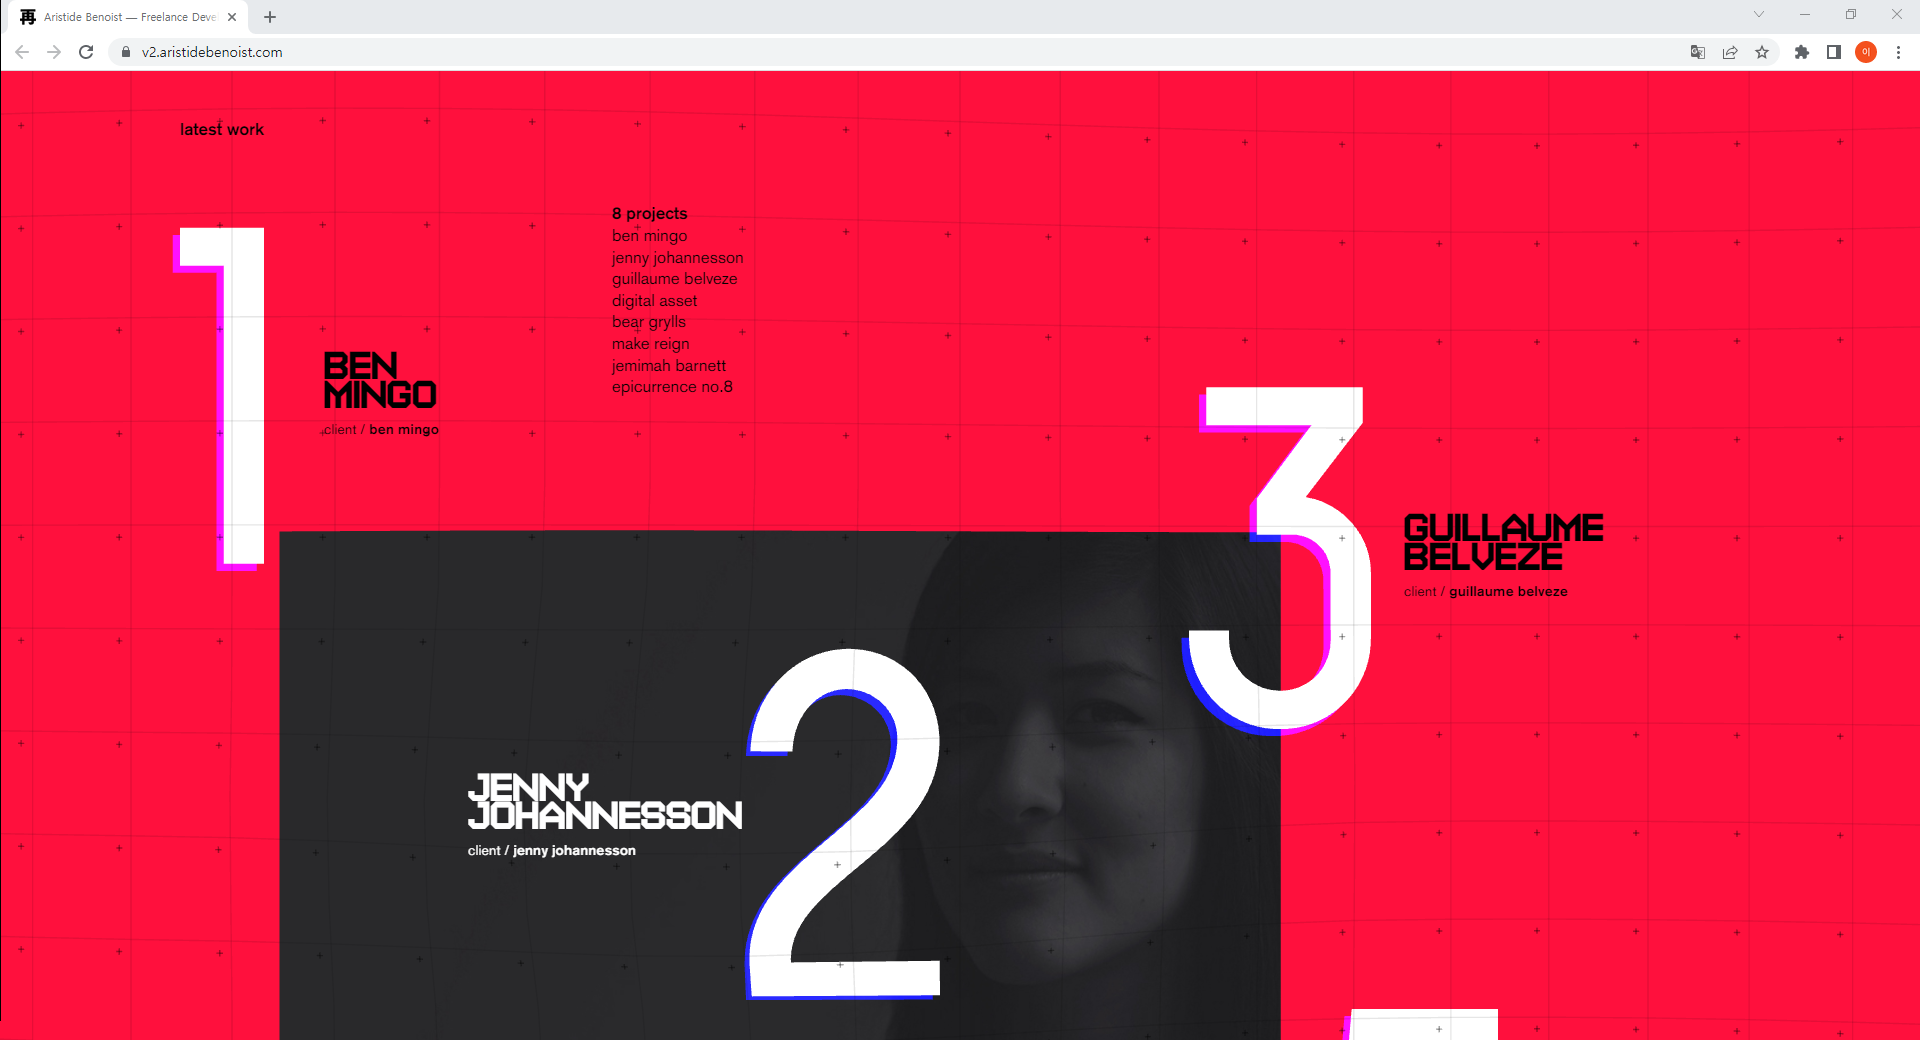 Aristide Benoist — Freelance Deve
v2.aristidebenoist.com
이
latest work
1
BEN
MINGO
client / ben mingo
8 projects
ben mingo
jenny johannesson
guillaume belveze
digital asset
bear grylls
make reign
jemimah barnett
epicurrence no.8
3
GUILLAUME
BELVEZE
client / guillaume belveze
2
JENNY
JOHANNESSON
client / jenny johannesson